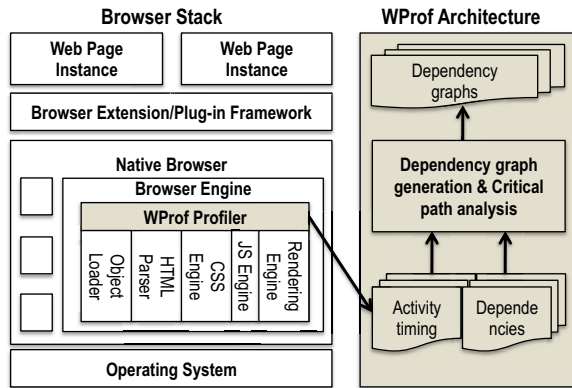 Browser Stack
Web Page
Instance
Web Page
Instance
Browser Extension/Plug-in Framework
Native Browser
Browser Engine
WProf Profiler
Object
Loader
HTML
Parser
CSS
Engine
JS Engine
Rendering
Engine
Operating System
WProf Architecture
Dependency
graphs
Dependency graph
generation & Critical
path analysis
Activity
timing
Depende
ncies